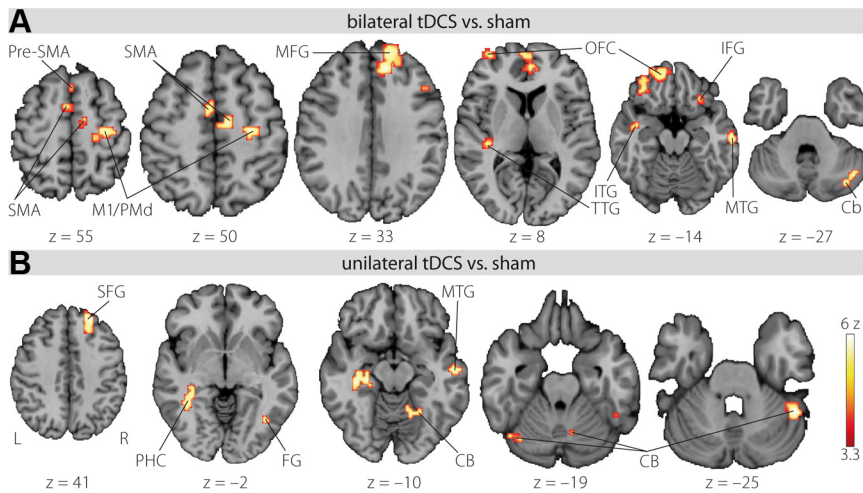 A
bilateral tDCS vs. sham
Pre-SMA
SMA
MFG
OFC
IFG
SMA
M1/PMd
ITG
TTG
MTG
Cb
z = 55
z = 50
z = 33
z = 8
z = −14
z = −27
B
unilateral tDCS vs. sham
SFG
MTG
6 z
L
R
PHC
FG
CB
CB
3.3
z = 41
z = −2
z = −10
z = −19
z = −25